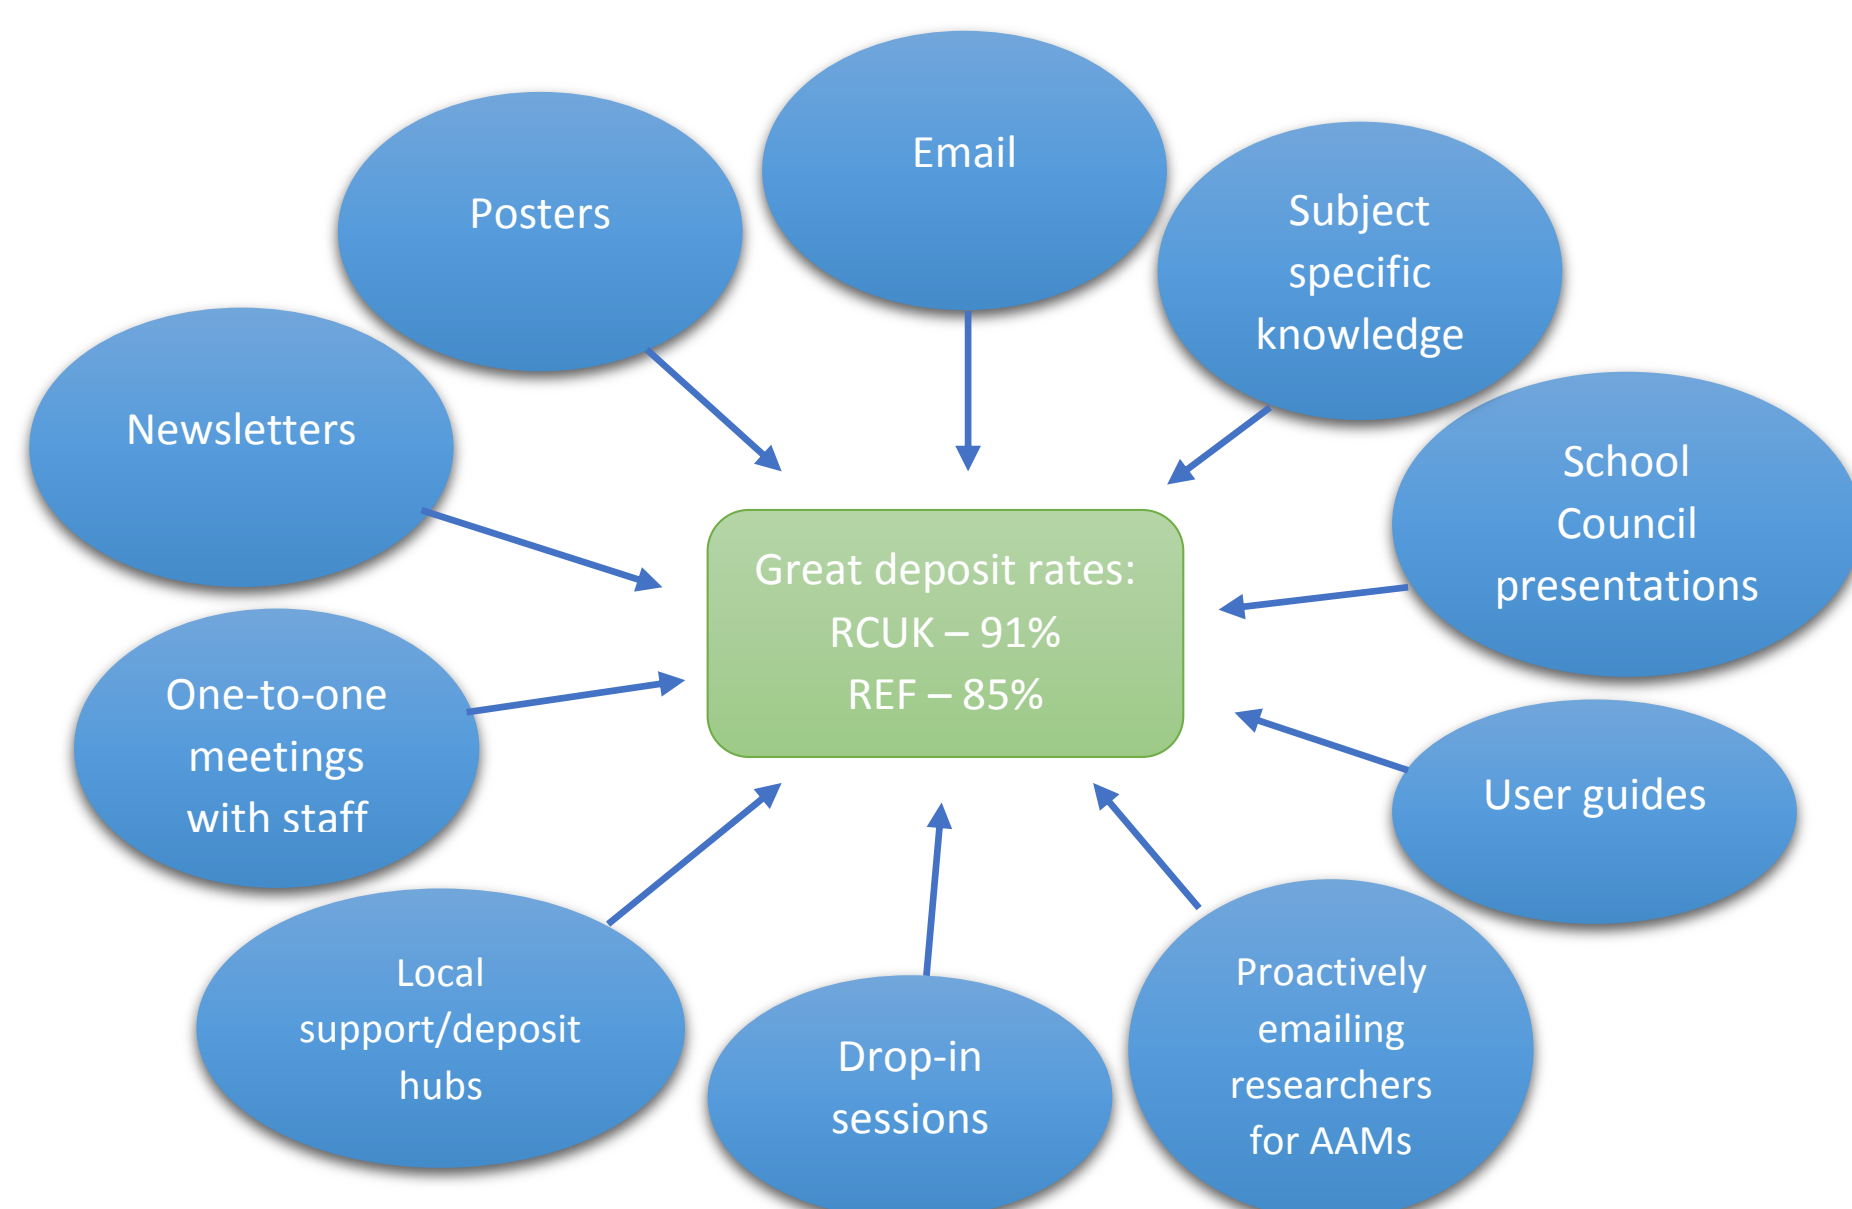 Email
Posters
Subject
specific
knowledge
Newsletters
School
Council
presentations
Great deposit rates:
RCUK – 91%
REF – 85%
One-to-one
meetings
with staff
User guides
Local
support/deposit
hubs
Drop-in
sessions
Proactively
emailing
researchers
for AAMs